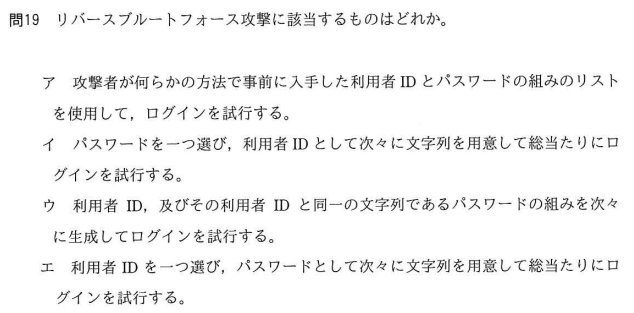 問19 リバースブルートフォース攻撃に該当するものはどれか。
ア 攻撃者が何らかの方法で事前に入手した利用者 ID とパスワードの組みのリスト
を使用して，ログインを試行する。
イ パスワードを一つ選び，利用者 ID として次々に文字列を用意して総当たりにロ
グインを試行する。
ウ 利用者 ID，及びその利用者 ID と同一の文字列であるパスワードの組みを次々
に生成してログインを試行する。
エ 利用者 ID を一つ選び，パスワードとして次々に文字列を用意して総当たりにロ
グインを試行する。